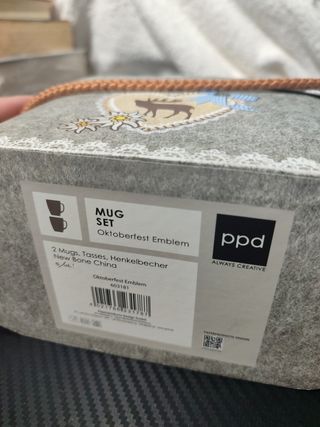 MUG
SET
Oktoberfest Emblem
ppd
ALWAYS CREATIVE
2 Mugs, Tasses, Henkelbecher
New Bone China
Oktoberfest Emblem
603181